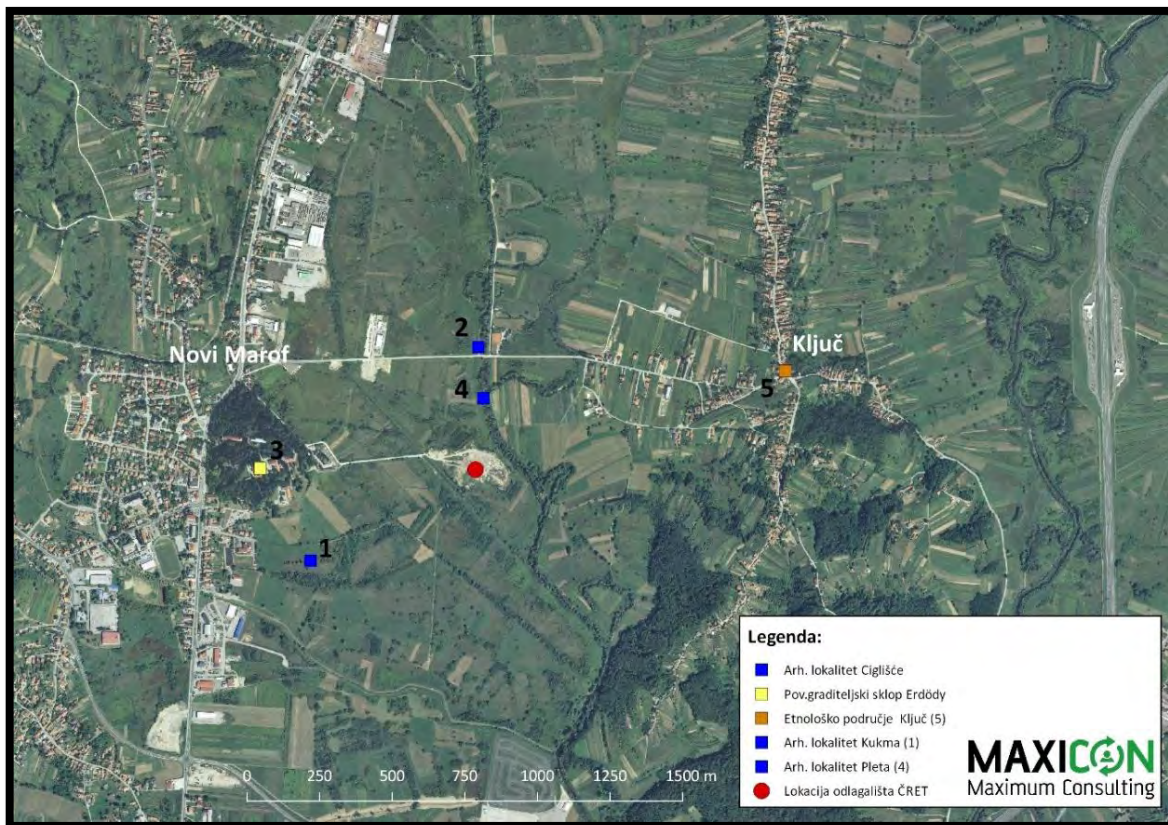 2
Novi Marof
Ključ
4
5
3
1
Legenda:
Arh. lokalitet Ciglišće
Pov.graditeljski sklop Erdödy
Etnološko područje Ključ (5)
Arh. lokalitet Kukma (1)
Arh. lokalitet Pleta (4)
Lokacija odlagališta ČRET
0 250 500 750 1000 1250 1500 m
MAXICON
Maximum Consulting